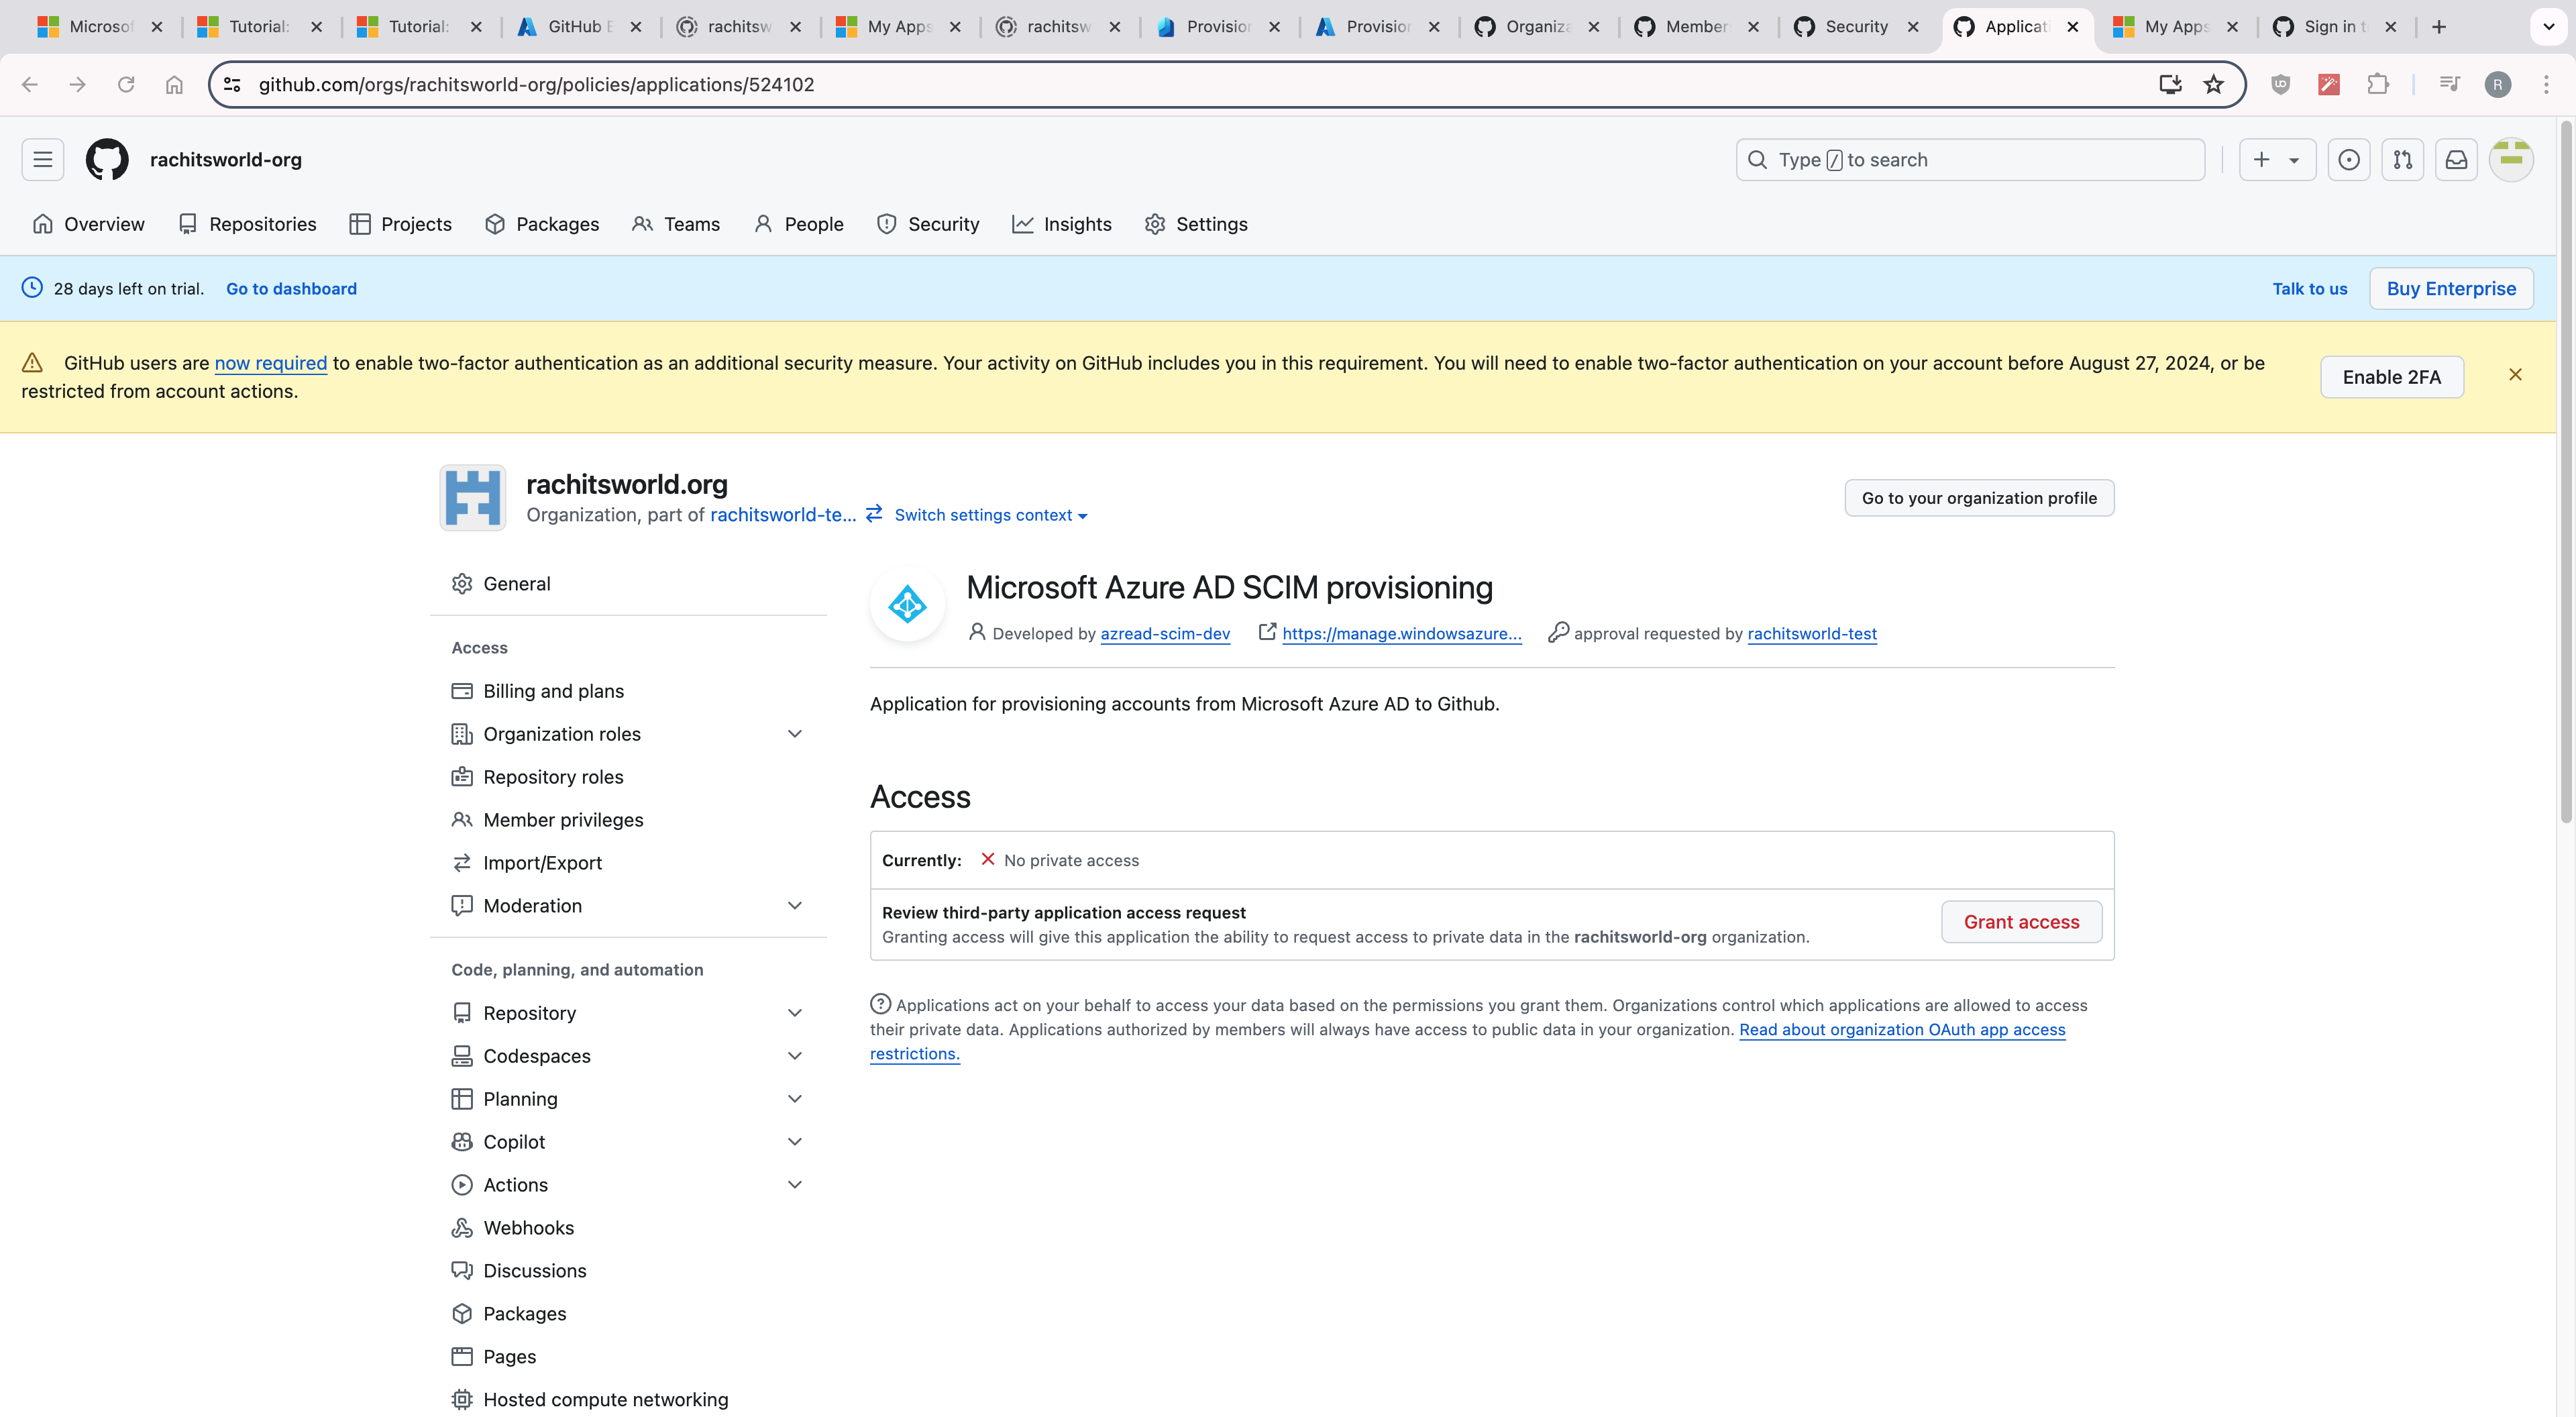 Microsof
Tutorial:
Tutorial:
GitHub E
rachitsw
My Apps
rachitsw
Provision
Provision
Organiza
Member
Security
Applicati
My Apps
Sign in t
github.com/orgs/rachitsworld-org/policies/applications/524102
R
rachitsworld-org
Type / to search
Overview
Repositories
Projects
Packages
Teams
People
Security
Insights
Settings
28 days left on trial. Go to dashboard
Talk to us
Buy Enterprise
GitHub users are now required to enable two-factor authentication as an additional security measure. Your activity on GitHub includes you in this requirement. You will need to enable two-factor authentication on your account before August 27, 2024, or be
restricted from account actions.
Enable 2FA
rachitsworld.org
Organization, part of rachitsworld-te... Switch settings context
Go to your organization profile
General
Access
Billing and plans
Organization roles
Repository roles
Member privileges
Import/Export
Moderation
Code, planning, and automation
Repository
Codespaces
Planning
Copilot
Actions
Webhooks
Discussions
Packages
Pages
Hosted compute networking
Microsoft Azure AD SCIM provisioning
Developed by azread-scim-dev
https://manage.windowsazure...
approval requested by rachitsworld-test
Application for provisioning accounts from Microsoft Azure AD to Github.
Access
Currently: No private access
Review third-party application access request
Granting access will give this application the ability to request access to private data in the rachitsworld-org organization.
Grant access
Applications act on your behalf to access your data based on the permissions you grant them. Organizations control which applications are allowed to access
their private data. Applications authorized by members will always have access to public data in your organization. Read about organization OAuth app access
restrictions.